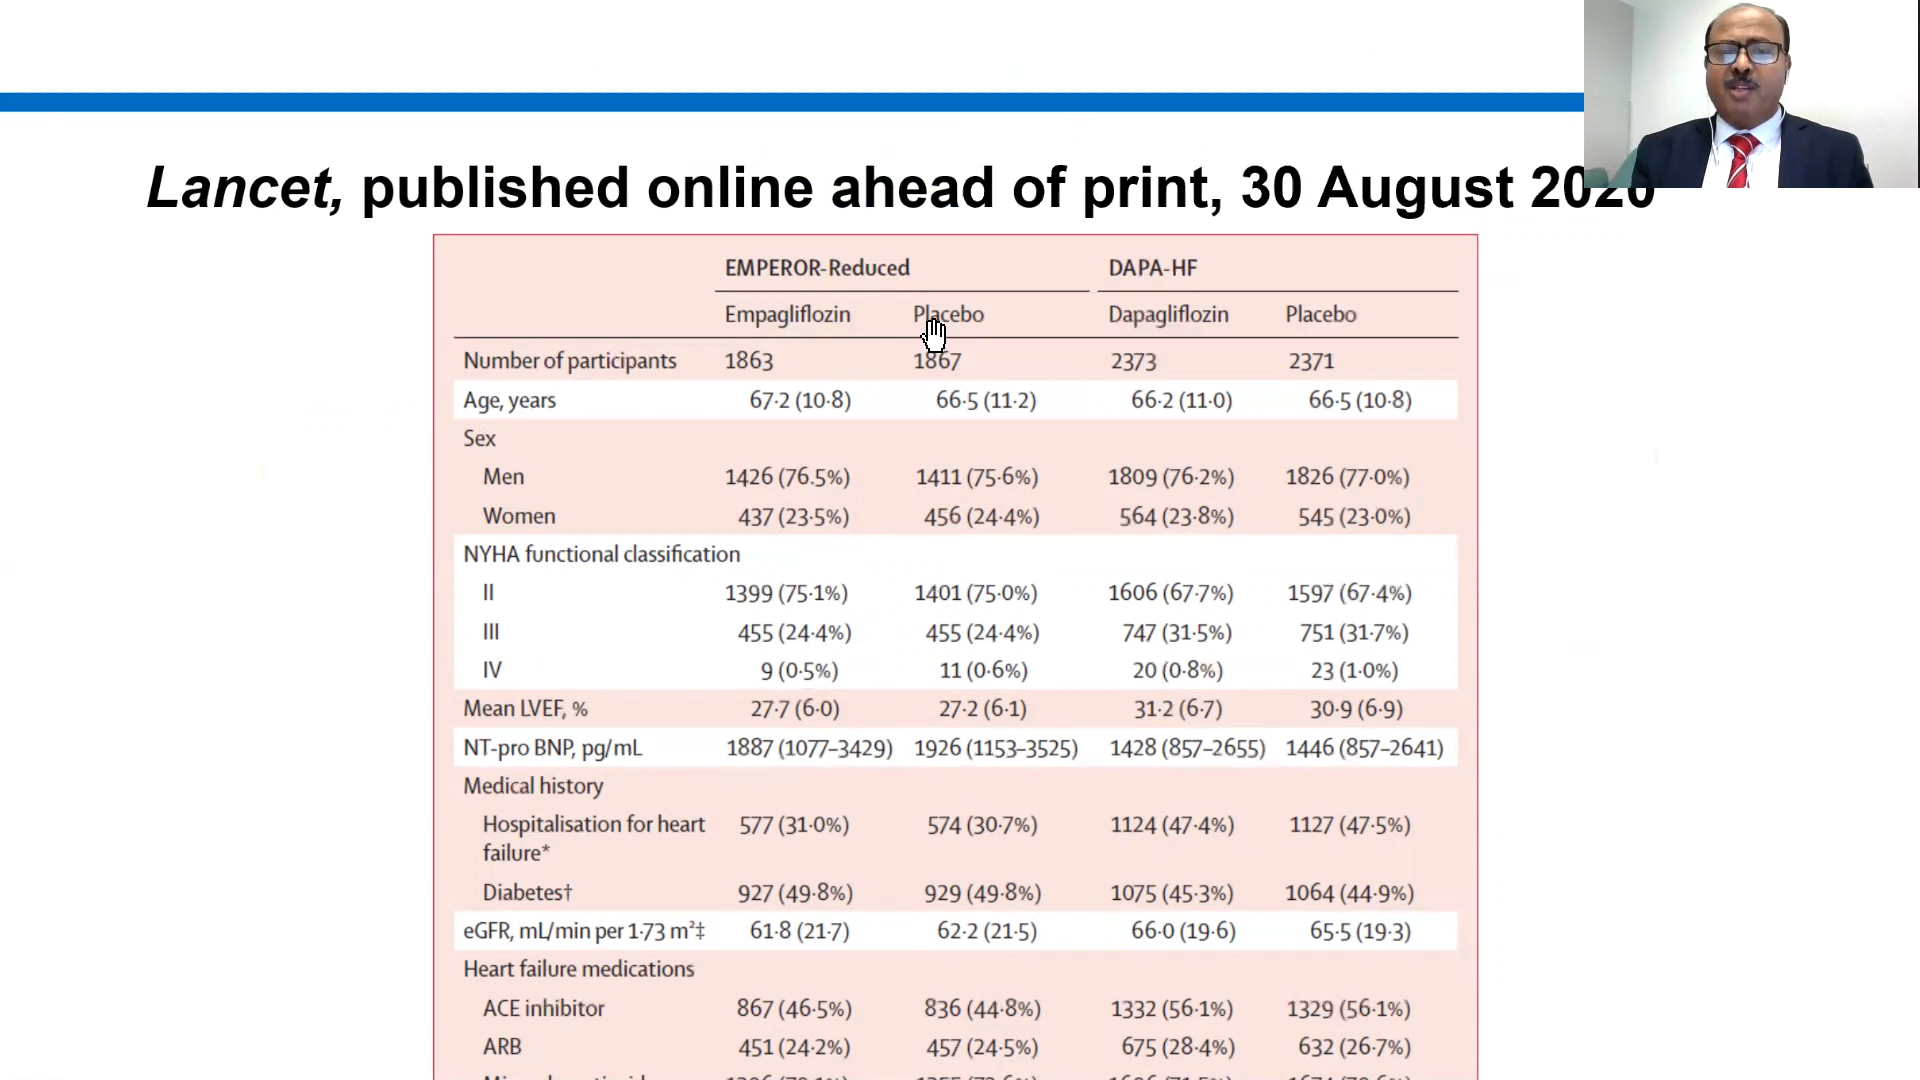 Lancet, published online ahead of print, 30 August 2020
EMPEROR-Reduced DAPA-HF
Empagliflozin Placebo Dapagliflozin Placebo
Number of participants 1863 1867 2373 2371
Age, years 67·2 (10·8) 66·5 (11·2) 66·2 (11·0) 66·5 (10·8)
Sex
Men 1426 (76.5%) 1411 (75·6%) 1809 (76·2%) 1826 (77·0%)
Women 437 (23·5%) 456 (24·4%) 564 (23·8%) 545 (23·0%)
NYHA functional classification
II 1399 (75·1%) 1401 (75·0%) 1606 (67·7%) 1597 (67·4%)
III 455 (24·4%) 455 (24·4%) 747 (31·5%) 751 (31·7%)
IV 9 (0·5%) 11 (0·6%) 20 (0·8%) 23 (1·0%)
Mean LVEF, % 27·7 (6·0) 27·2 (6·1) 31·2 (6·7) 30·9 (6·9)
NT-pro BNP, pg/mL 1887 (1077–3429) 1926 (1153–3525) 1428 (857–2655) 1446 (857–2641)
Medical history
Hospitalisation for heart 577 (31·0%) 574 (30·7%) 1124 (47·4%) 1127 (47·5%)
failure*
Diabetes† 927 (49·8%) 929 (49·8%) 1075 (45·3%) 1064 (44·9%)
eGFR, mL/min per 1·73 m²‡ 61·8 (21·7) 62·2 (21·5) 66·0 (19·6) 65·5 (19·3)
Heart failure medications
ACE inhibitor 867 (46·5%) 836 (44·8%) 1332 (56·1%) 1329 (56·1%)
ARB 451 (24·2%) 457 (24·5%) 675 (28·4%) 632 (26·7%)